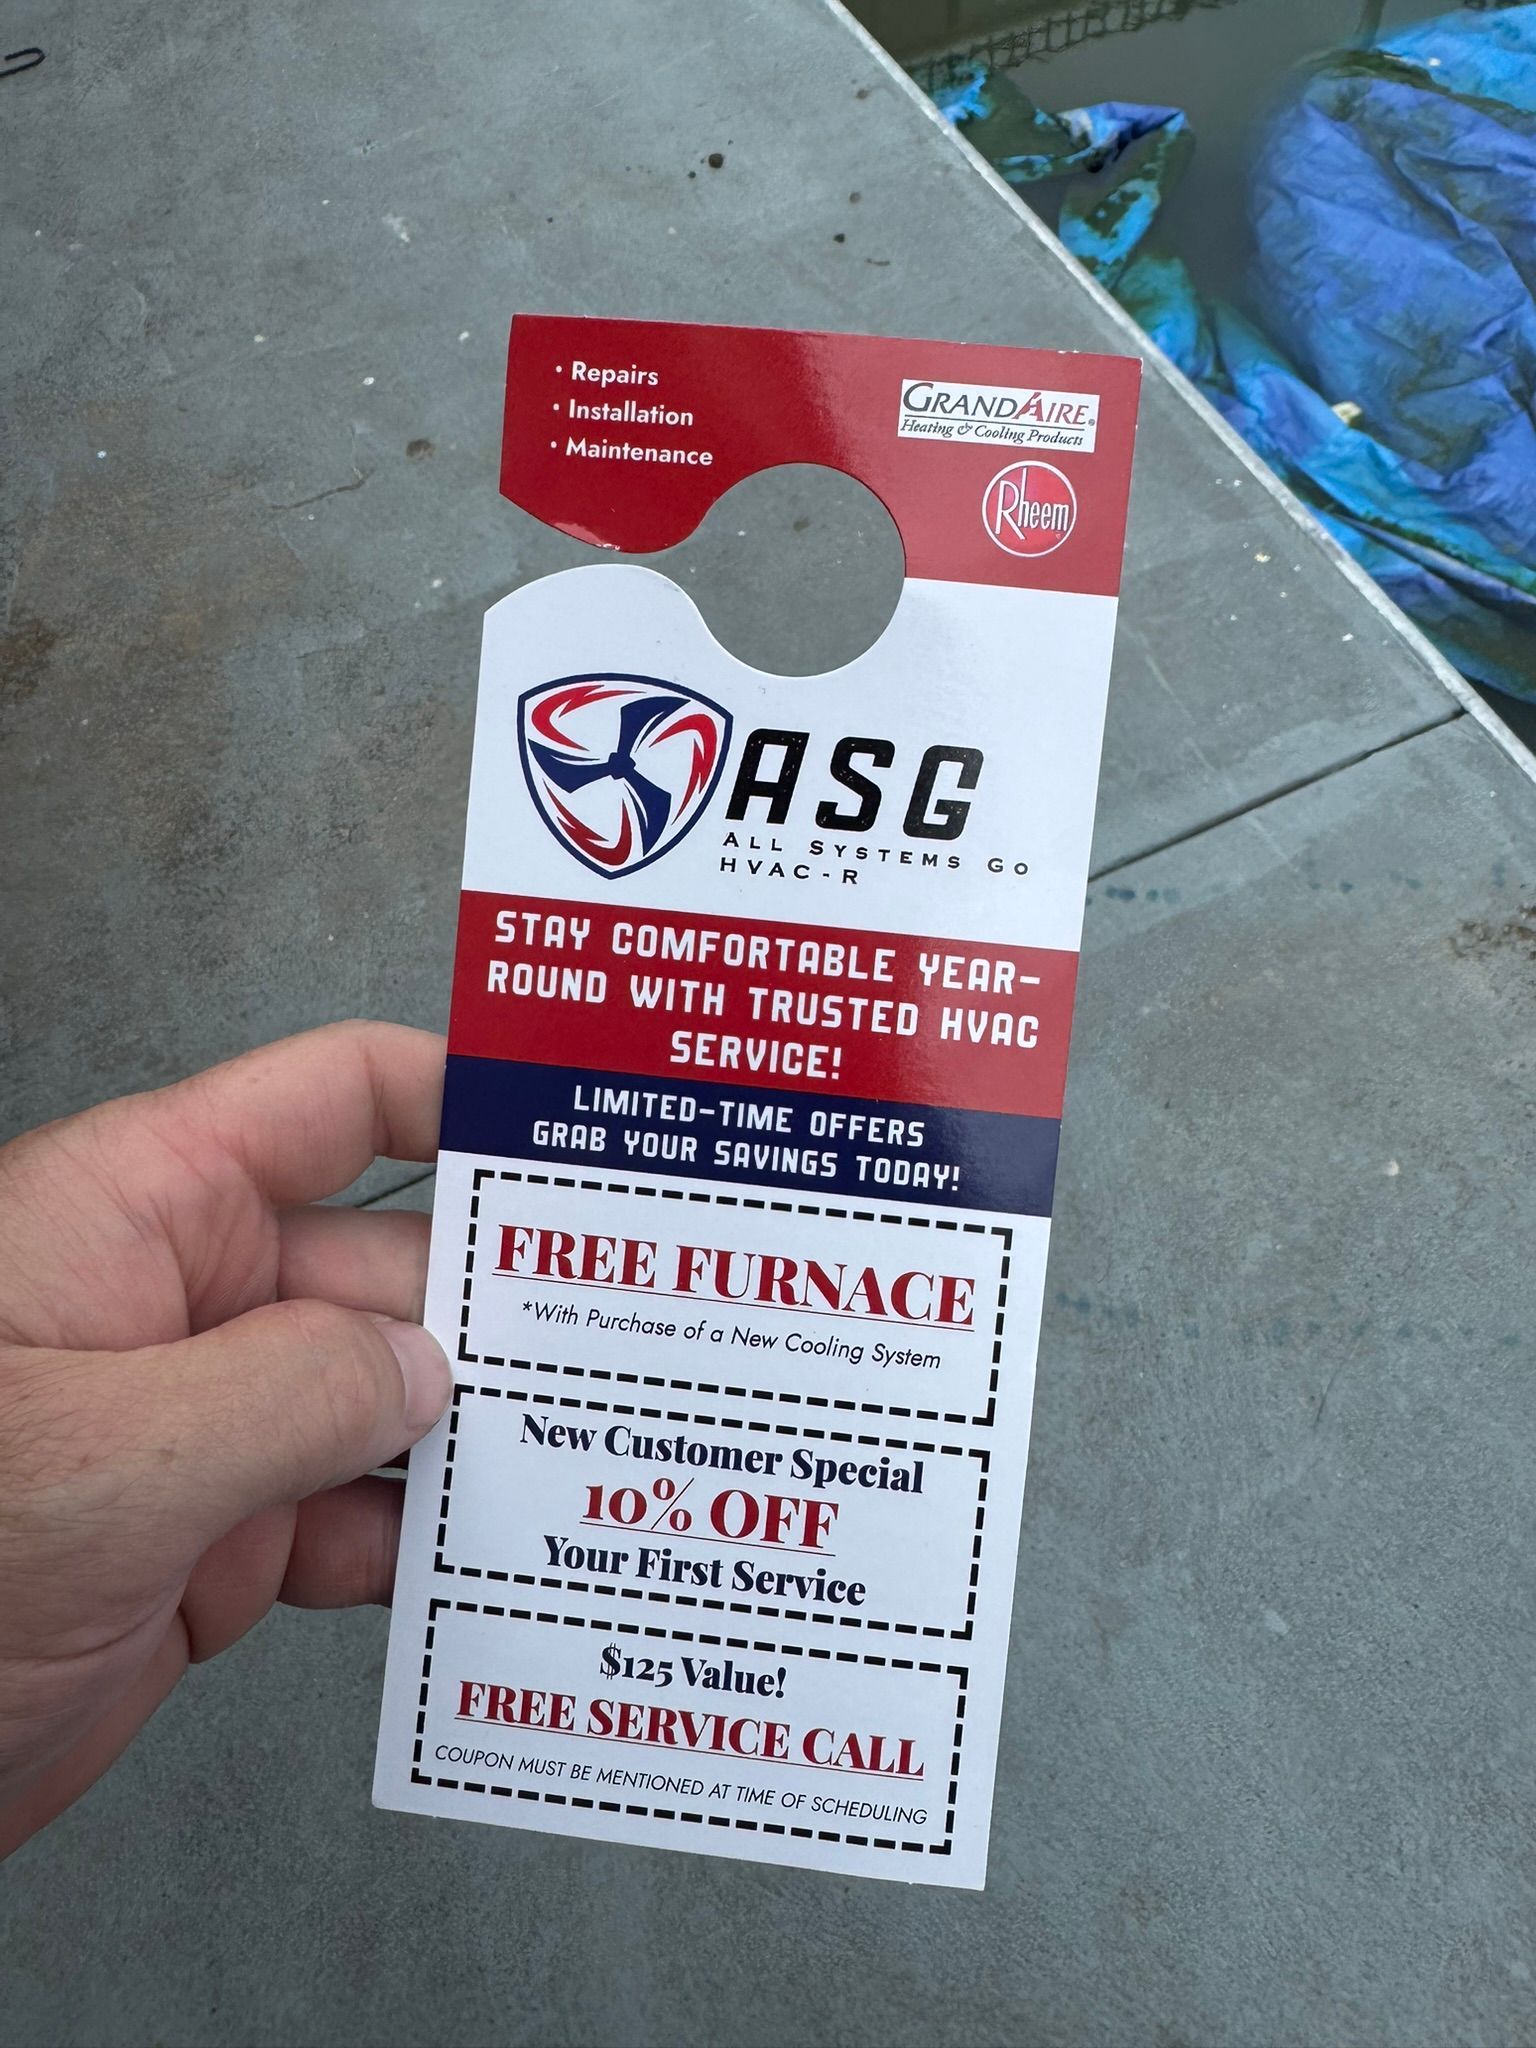 • Repairs
• Installation
• Maintenance
GRANDAIRE®
Heating & Cooling Products
Rheem
ASG
ALL SYSTEMS GO
HVAC-R
STAY COMFORTABLE YEAR-
ROUND WITH TRUSTED HVAC
SERVICE!
LIMITED-TIME OFFERS
GRAB YOUR SAVINGS TODAY!
FREE FURNACE
*With Purchase of a New Cooling System
New Customer Special
10% OFF
Your First Service
$125 Value!
FREE SERVICE CALL
COUPON MUST BE MENTIONED AT TIME OF SCHEDULING